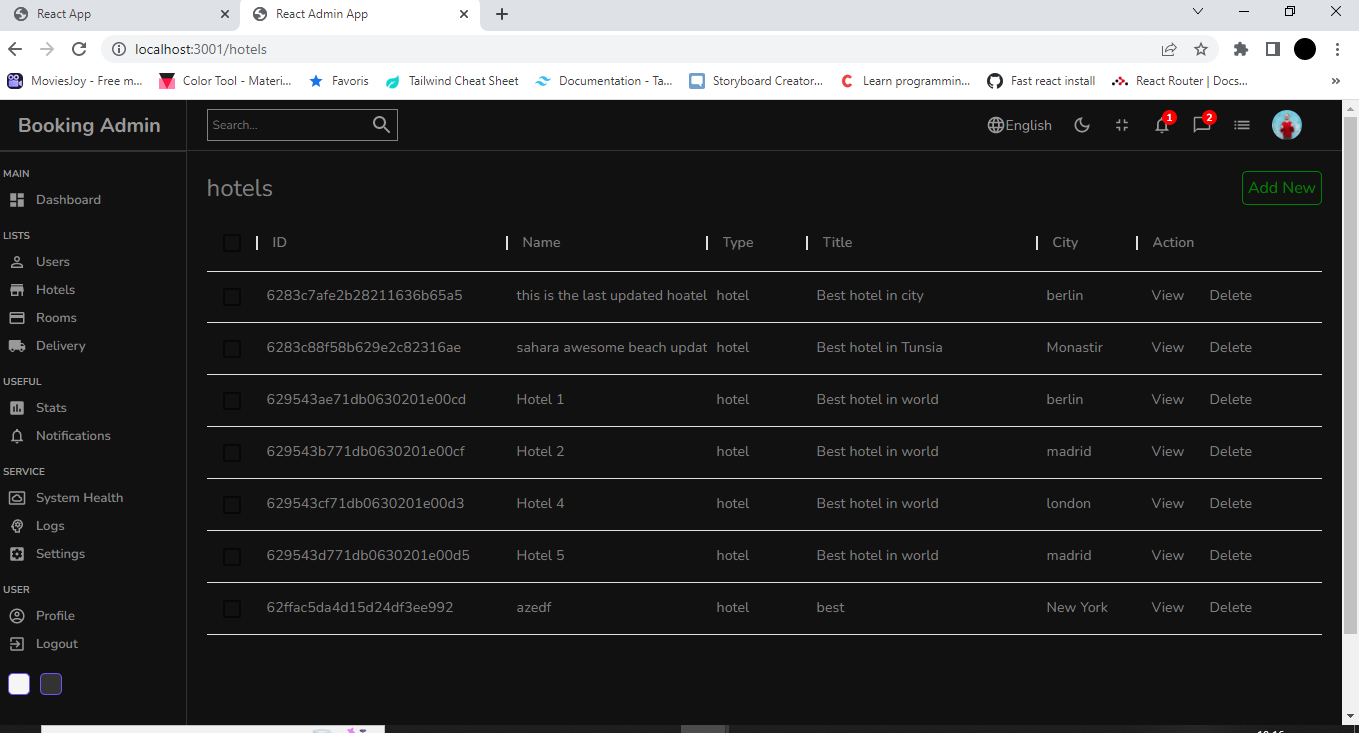 React App
React Admin App
localhost:3001/hotels
MoviesJoy - Free m...
Color Tool - Materi...
Favoris
Tailwind Cheat Sheet
Documentation - Ta...
Storyboard Creator...
Learn programmin...
Fast react install
React Router | Docs...
Booking Admin
Search...
English
1
2
MAIN
Dashboard
LISTS
Users
Hotels
Rooms
Delivery
USEFUL
Stats
Notifications
SERVICE
System Health
Logs
Settings
USER
Profile
Logout
hotels
Add New
ID Name Type Title City Action
6283c7afe2b28211636b65a5 this is the last updated hoatel hotel Best hotel in city berlin View Delete
6283c88f58b629e2c82316ae sahara awesome beach updat hotel Best hotel in Tunsia Monastir View Delete
629543ae71db0630201e00cd Hotel 1 hotel Best hotel in world berlin View Delete
629543b771db0630201e00cf Hotel 2 hotel Best hotel in world madrid View Delete
629543cf71db0630201e00d3 Hotel 4 hotel Best hotel in world london View Delete
629543d771db0630201e00d5 Hotel 5 hotel Best hotel in world madrid View Delete
62ffac5da4d15d24df3ee992 azedf hotel best New York View Delete